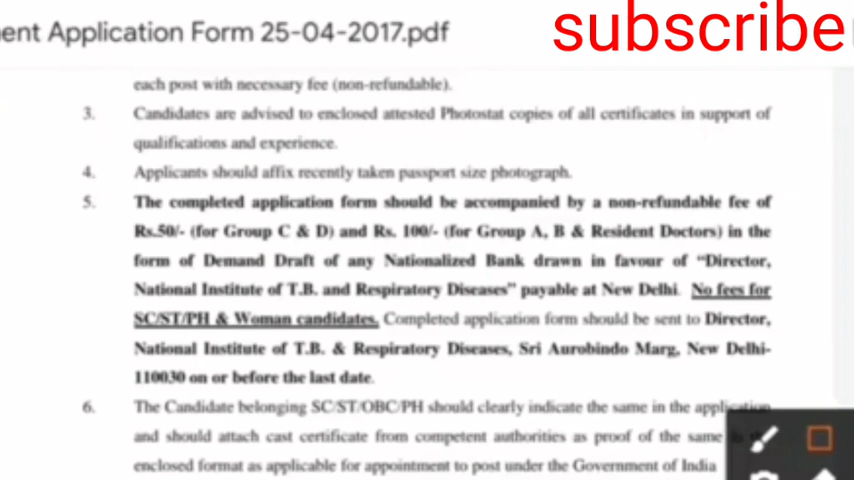 ent Application Form 25-04-2017.pdf
subscribe
each post with necessary fee (non-refundable).
3. Candidates are advised to enclosed attested Photostat copies of all certificates in support of
qualifications and experience.
4. Applicants should affix recently taken passport size photograph.
5. The completed application form should be accompanied by a non-refundable fee of
Rs.50/- (for Group C & D) and Rs. 100/- (for Group A, B & Resident Doctors) in the
form of Demand Draft of any Nationalized Bank drawn in favour of “Director,
National Institute of T.B. and Respiratory Diseases” payable at New Delhi. No fees for
SC/ST/PH & Woman candidates. Completed application form should be sent to Director,
National Institute of T.B. & Respiratory Diseases, Sri Aurobindo Marg, New Delhi-
110030 on or before the last date.
6. The Candidate belonging SC/ST/OBC/PH should clearly indicate the same in the application
and should attach cast certificate from competent authorities as proof of the same
enclosed format as applicable for appointment to post under the Government of India